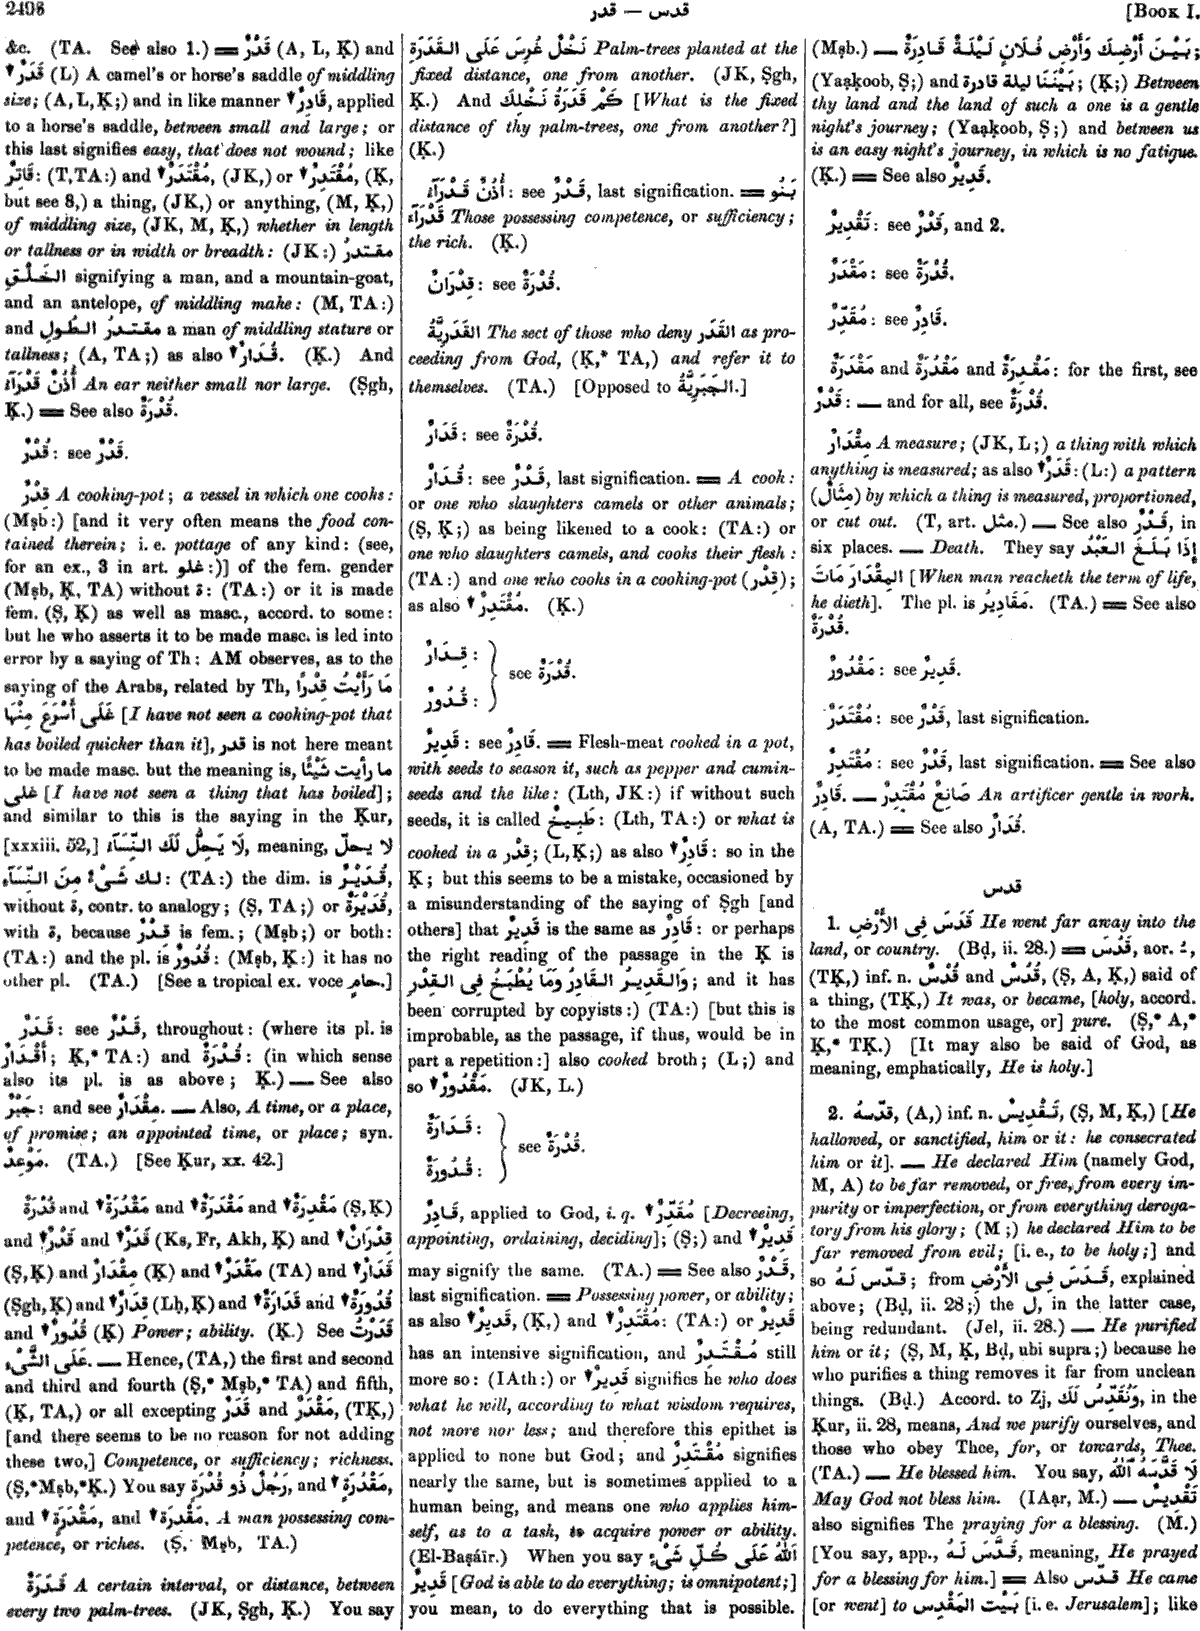 2498
قدس — قدر
[Book I.
&c. (TA. See also 1.) ═ قَدْرٌ (A, L, Ḳ) and
قَدَرٌ (L) A camel's or horse's saddle of middling
size; (A, L, Ḳ;) and in like manner قَادِرٌ, applied
to a horse's saddle, between small and large; or
this last signifies easy, that does not wound; like
قَاتِرٌ: (T, TA:) and مُقْتَدَرٌ, (JK,) or مُقْتَدِرٌ, (Ḳ,
but see 8,) a thing, (JK,) or anything, (M, Ḳ,)
of middling size, (JK, M, Ḳ,) whether in length
or tallness or in width or breadth: (JK:) مقتدرُ
الخَلْقِ signifying a man, and a mountain-goat,
and an antelope, of middling make: (M, TA:)
and مقتدرُ الطُّولِ a man of middling stature or
tallness; (A, TA;) as also قُدَارٌ. (Ḳ.) And
أُذُنٌ قَدْرَآءُ An ear neither small nor large. (Ṣgh,
Ḳ.) ═ See also قُدْرَةٌ.
قُدْرٌ: see قَدْرٌ.
قِدْرٌ A cooking-pot; a vessel in which one cooks:
(Mṣb:) [and it very often means the food con-
tained therein; i. e. pottage of any kind: (see,
for an ex., 3 in art. غلو:)] of the fem. gender
(Mṣb, Ḳ, TA) without ة: (TA:) or it is made
fem. (Ṣ, Ḳ) as well as masc., accord. to some:
but he who asserts it to be made masc. is led into
error by a saying of Th: AM observes, as to the
saying of the Arabs, related by Th, مَا رَأَيْتُ قِدْرًا
غَلَى أَسْرَعَ مِنْهَا [I have not seen a cooking-pot that
has boiled quicker than it], قدر is not here meant
to be made masc. but the meaning is, ما رأيت شَيْئًا
غلى [I have not seen a thing that has boiled];
and similar to this is the saying in the Ḳur,
[xxxiii. 52,] لَا يَحِلُّ لَكَ النِّسَآءُ, meaning, لا يحلّ
لك شَىْءٌ مِنَ النِّسَآءِ: (TA:) the dim. is قُدَيْرٌ,
without ة, contr. to analogy; (Ṣ, TA;) or قُدَيْرَةٌ,
with ة, because قِدْرٌ is fem.; (Mṣb;) or both:
(TA:) and the pl. is قُدُورٌ: (Mṣb, Ḳ:) it has no
other pl. (TA.) [See a tropical ex. voce حامٍ.]
قَدَرٌ: see قَدْرٌ, throughout: (where its pl. is
أَقْدَارٌ; Ḳ,* TA:) and قُدْرَةٌ: (in which sense
also its pl. is as above; Ḳ.) — See also
جَبْرٌ: and see مِقْدَارٌ. — Also, A time, or a place,
of promise; an appointed time, or place; syn.
مَوْعِدٌ. (TA.) [See Ḳur, xx. 42.]
قُدْرَةٌ and مَقْدُرَةٌ and مَقْدَرَةٌ and مَقْدِرَةٌ (Ṣ, Ḳ)
and قَدْرٌ and قَدَرٌ (Ks, Fr, Akh, Ḳ) and قِدْرَانٌ
(Ṣ, Ḳ) and مِقْدَارٌ (Ḳ) and مَقْدَرٌ (TA) and قَدَارٌ
(Ṣgh, Ḳ) and قِدَارٌ (Lḥ, Ḳ) and قَدَارَةٌ and قُدُورَةٌ
and قُدُورٌ (Ḳ) Power; ability. (Ḳ.) See قَدَرْتُ
عَلَى الشَّىْءِ. — Hence, (TA,) the first and second
and third and fourth (Ṣ,* Mṣb,* TA) and fifth,
(Ḳ, TA,) or all excepting قَدَرٌ and مَقْدَرٌ, (TḲ,)
[and there seems to be no reason for not adding
these two,] Competence, or sufficiency; richness.
(Ṣ,* Mṣb,* Ḳ.) You say رَجُلٌ ذُو قُدْرَةٍ, and مَقْدُرَةٍ,
and مَقْدَرَةٍ, and مَقْدِرَةٍ, A man possessing com-
petence, or riches. (Ṣ, Mṣb, TA.)
قَدَرَةٌ A certain interval, or distance, between
every two palm-trees. (JK, Ṣgh, Ḳ.) You say
نَخْلٌ غُرِسَ عَلَى القَدَرَةِ Palm-trees planted at the
fixed distance, one from another. (JK, Ṣgh,
Ḳ.) And كَمْ قَدَرَةُ نَخْلِكَ [What is the fixed
distance of thy palm-trees, one from another?]
(Ḳ.)
أُذُنٌ قَدْرَآءُ: see قَدْرٌ, last signification. ═ بَنُو
قَدْرَآءَ Those possessing competence, or sufficiency;
the rich. (Ḳ.)
قِدْرَانٌ: see قُدْرَةٌ.
القَدَرِيَّةُ The sect of those who deny القَدَر as pro-
ceeding from God, (Ḳ,* TA,) and refer it to
themselves. (TA.) [Opposed to الجَبَرِيَّةُ.]
قَدَارٌ: see قُدْرَةٌ.
قُدَارٌ: see قَدْرٌ, last signification. ═ A cook:
or one who slaughters camels or other animals;
(Ṣ, Ḳ;) as being likened to a cook: (TA:) or
one who slaughters camels, and cooks their flesh:
(TA:) and one who cooks in a cooking-pot (قِدْر);
as also مُقْتَدِرٌ. (Ḳ.)
قِدَارٌ:
see قُدْرَةٌ.
قُدُورٌ:
قَدِيرٌ: see قَادِرٌ. ═ Flesh-meat cooked in a pot,
with seeds to season it, such as pepper and cumin-
seeds and the like: (Lth, JK:) if without such
seeds, it is called طَبِيخٌ: (Lth, TA:) or what is
cooked in a قِدْر; (L, Ḳ;) as also قَادِرٌ: so in the
Ḳ; but this seems to be a mistake, occasioned by
a misunderstanding of the saying of Ṣgh [and
others] that قَدِيرٌ is the same as قَادِرٌ: or perhaps
the right reading of the passage in the Ḳ is
وَالقَدِيرُ القَادِرُ وَمَا يُطْبَخُ فِى القِدْرِ; and it has
been corrupted by copyists:) (TA:) [but this is
improbable, as the passage, if thus, would be in
part a repetition:] also cooked broth; (L;) and
so مَقْدُورٌ. (JK, L.)
قَدَارَةٌ:
see قُدْرَةٌ.
قُدُورَةٌ:
قَادِرٌ, applied to God, i. q. مُقَدِّرٌ [Decreeing,
appointing, ordaining, deciding]; (Ṣ;) and قَدِيرٌ
may signify the same. (TA.) ═ See also قَدْرٌ,
last signification. ═ Possessing power, or ability;
as also قَدِيرٌ, (Ḳ,) and مُقْتَدِرٌ: (TA:) or قَدِيرٌ
has an intensive signification, and مُقْتَدِرٌ still
more so: (IAth:) or قَدِيرٌ signifies he who does
what he will, according to what wisdom requires,
not more nor less; and therefore this epithet is
applied to none but God; and مُقْتَدِرٌ signifies
nearly the same, but is sometimes applied to a
human being, and means one who applies him-
self, as to a task, to acquire power or ability.
(El-Baṣáïr.) When you say اَللّٰهُ عَلَى كُلِّ شَىْءٍ
قَدِيرٌ [God is able to do everything; is omnipotent;]
you mean, to do everything that is possible.
(Mṣb.) — بَيْنَ أَرْضِكَ وَأَرْضِ فُلَانٍ لَيْلَةٌ قَادِرَةٌ;
(Yaạḳoob, Ṣ;) and بَيْنَنَا ليلة قادرة; (Ḳ;) Between
thy land and the land of such a one is a gentle
night's journey; (Yaạḳoob, Ṣ;) and between us
is an easy night's journey, in which is no fatigue.
(Ḳ.) ═ See also قَدِيرٌ.
تَقْدِيرٌ: see قَدْرٌ, and 2.
مَقْدَرٌ: see قُدْرَةٌ.
مُقَدِّرٌ: see قَادِرٌ.
مَقْدَرَةٌ and مَقْدُرَةٌ and مَقْدِرَةٌ: for the first, see
قَدْرٌ: — and for all, see قُدْرَةٌ.
مِقْدَارٌ A measure; (JK, L;) a thing with which
anything is measured; as also قَدَرٌ: (L:) a pattern
(مِثَالٌ) by which a thing is measured, proportioned,
or cut out. (T, art. مثل.) — See also قَدْرٌ, in
six places. — Death. They say إِذَا بَلَغَ العَبْدُ
المِقْدَارَ مَاتَ [When man reacheth the term of life,
he dieth]. The pl. is مَقَادِيرُ. (TA.) ═ See also
قُدْرَةٌ.
مَقْدُورٌ: see قَدِيرٌ.
مُقْتَدَرٌ: see قَدْرٌ, last signification.
مُقْتَدِرٌ: see قَدْرٌ, last signification. ═ See also
قَادِرٌ. — صَانِعٌ مُقْتَدِرٌ An artificer gentle in work.
(A, TA.) ═ See also قُدَارٌ.
قدس
1. قَدَسَ فِى الأَرْضِ He went far away into the
land, or country. (Bḍ, ii. 28.) ═ قَدُسَ, aor. ـُ,
(TḲ,) inf. n. قُدْسٌ and قُدُسٌ, (Ṣ, A, Ḳ,) said of
a thing, (TḲ,) It was, or became, [holy, accord.
to the most common usage, or] pure. (Ṣ,* A,*
Ḳ,* TḲ.) [It may also be said of God, as
meaning, emphatically, He is holy.]
2. قدّسهُ, (A,) inf. n. تَقْدِيسٌ, (Ṣ, M, Ḳ,) [He
hallowed, or sanctified, him or it: he consecrated
him or it]. — He declared Him (namely God,
M, A) to be far removed, or free, from every im-
purity or imperfection, or from everything deroga-
tory from his glory; (M;) he declared Him to be
far removed from evil; [i. e., to be holy;] and
so قدّس لَهُ; from قَدَسَ فِى الأَرْضِ, explained
above; (Bḍ, ii. 28;) the ل, in the latter case,
being redundant. (Jel, ii. 28.) — He purified
him or it; (Ṣ, M, Ḳ, Bḍ, ubi supra;) because he
who purifies a thing removes it far from unclean
things. (Bḍ.) Accord. to Zj, وَنُقَدِّسُ لَكَ, in the
Ḳur, ii. 28, means, And we purify ourselves, and
those who obey Thee, for, or towards, Thee.
(TA.) — He blessed him. You say, لَا قَدَّسَهُ ٱللّٰهُ
May God not bless him. (IAạr, M.) — تَقْدِيسٌ
also signifies The praying for a blessing. (M.)
[You say, app., قَدَّسَ لَهُ, meaning, He prayed
for a blessing for him.] ═ Also قدّس He came
[or went] to بَيْت المَقْدِس [i. e. Jerusalem]; like